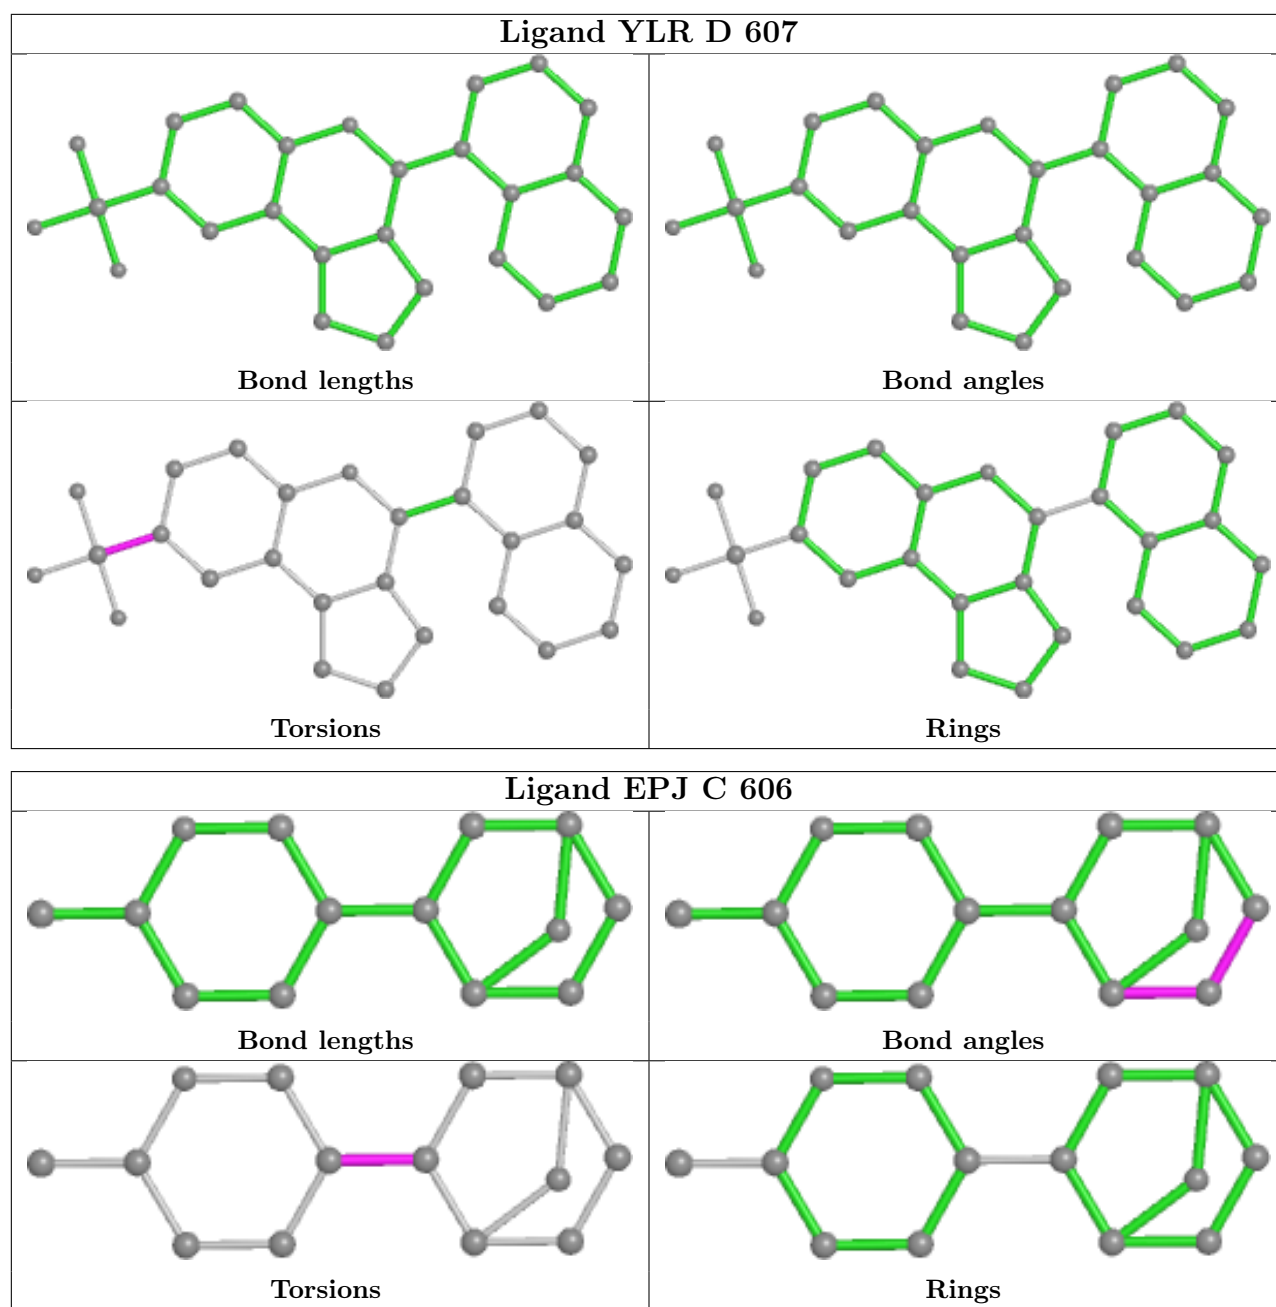 Ligand YLR D 607
Bond lengths
Bond angles
Torsions
Rings
Ligand EPJ C 606
Bond lengths
Bond angles
Torsions
Rings